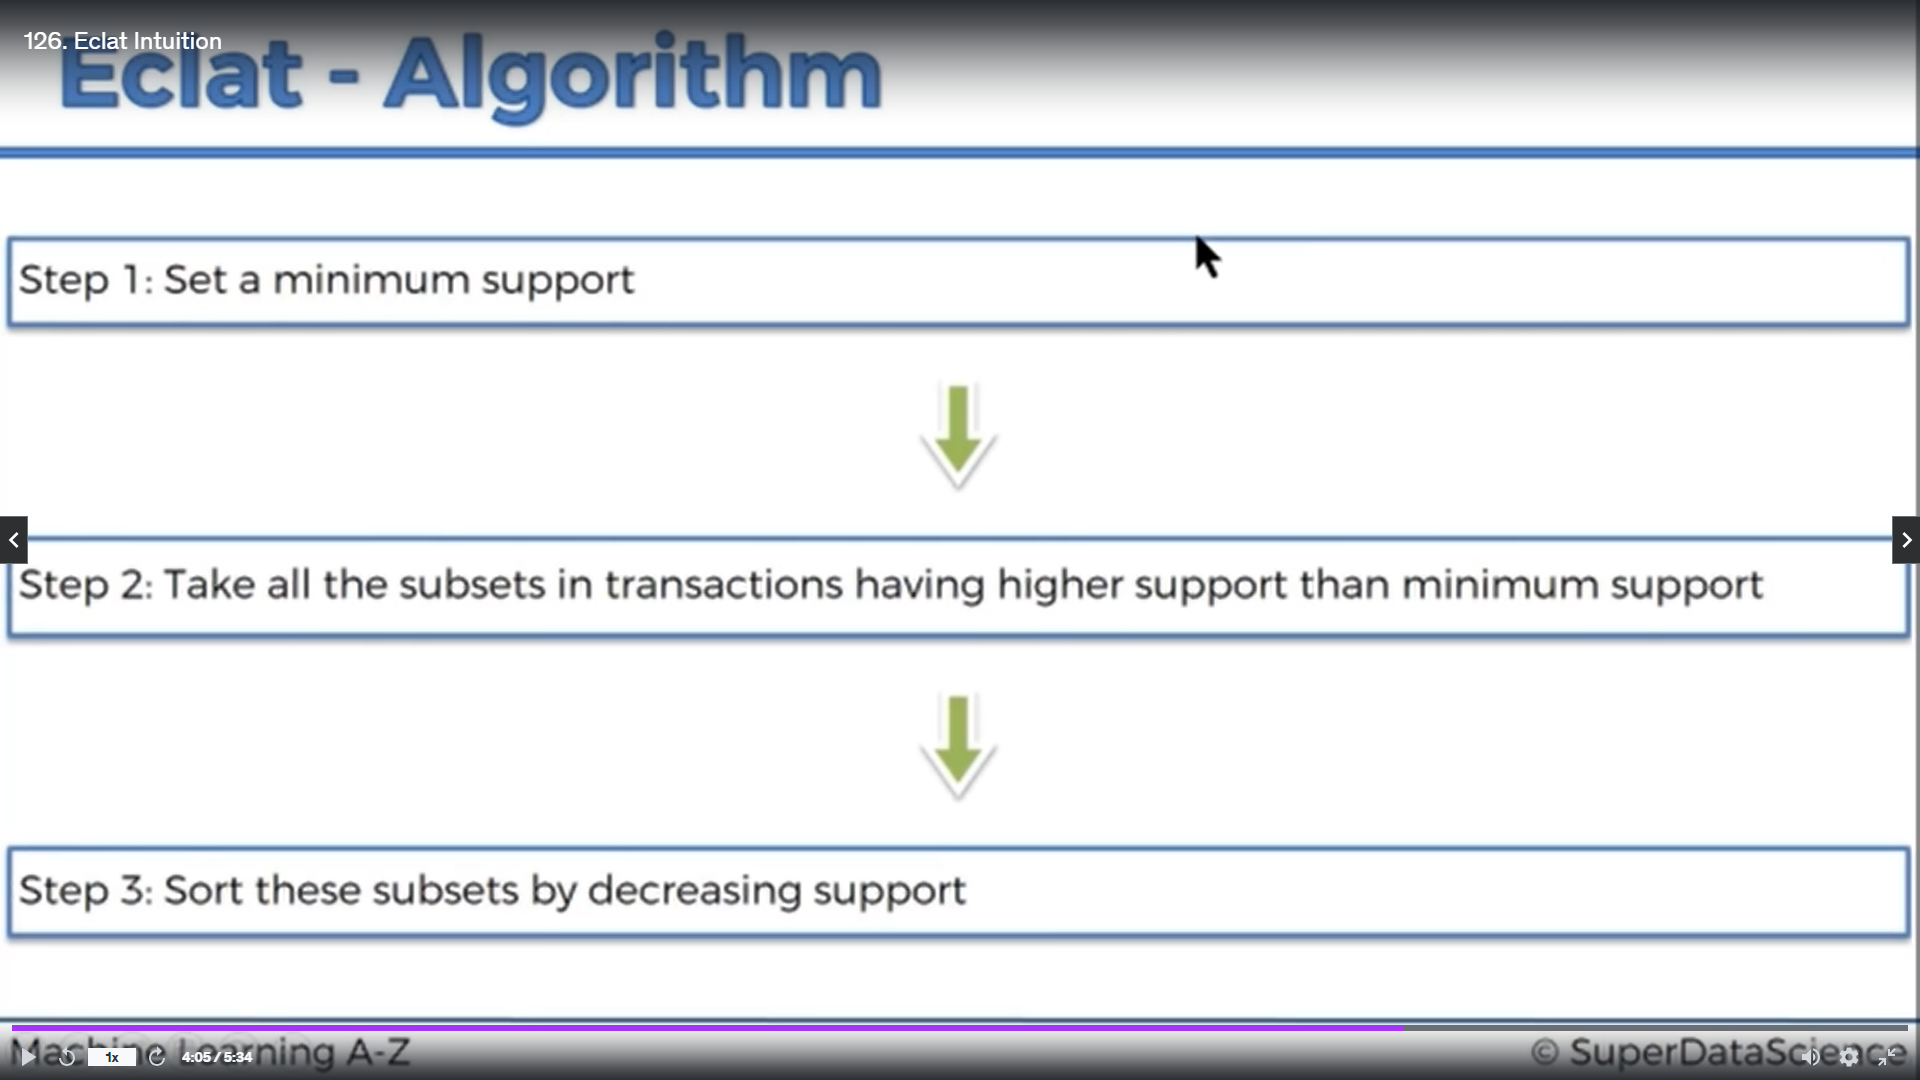 126. Eclat Intuition
Eclat - Algorithm
Step 1: Set a minimum support
Step 2: Take all the subsets in transactions having higher support than minimum support
Step 3: Sort these subsets by decreasing support
Machine Learning A-Z
© SuperDataScience
1x
4:05 / 5:34